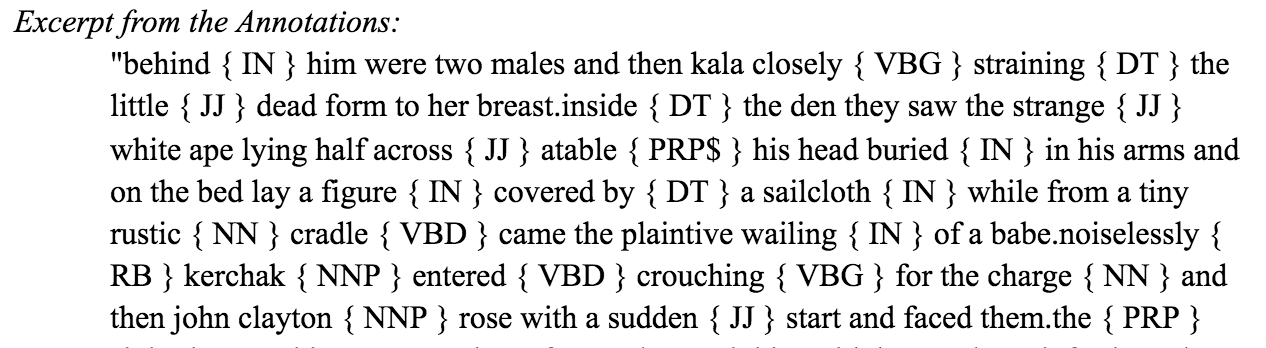 Excerpt from the Annotations:
"behind { IN } him were two males and then kala closely { VBG } straining { DT } the
little { JJ } dead form to her breast.inside { DT } the den they saw the strange { JJ }
white ape lying half across { JJ } atable { PRP$ } his head buried { IN } in his arms and
on the bed lay a figure { IN } covered by { DT } a sailcloth { IN } while from a tiny
rustic { NN } cradle { VBD } came the plaintive wailing { IN } of a babe.noiselessly {
RB } kerchak { NNP } entered { VBD } crouching { VBG } for the charge { NN } and
then john clayton { NNP } rose with a sudden { JJ } start and faced them.the { PRP }